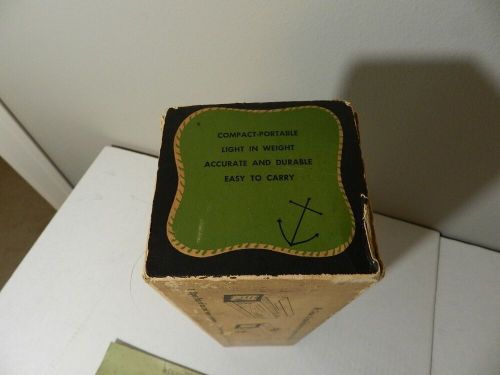 COMPACT-PORTABLE
LIGHT IN WEIGHT
ACCURATE AND DURABLE
EASY TO CARRY